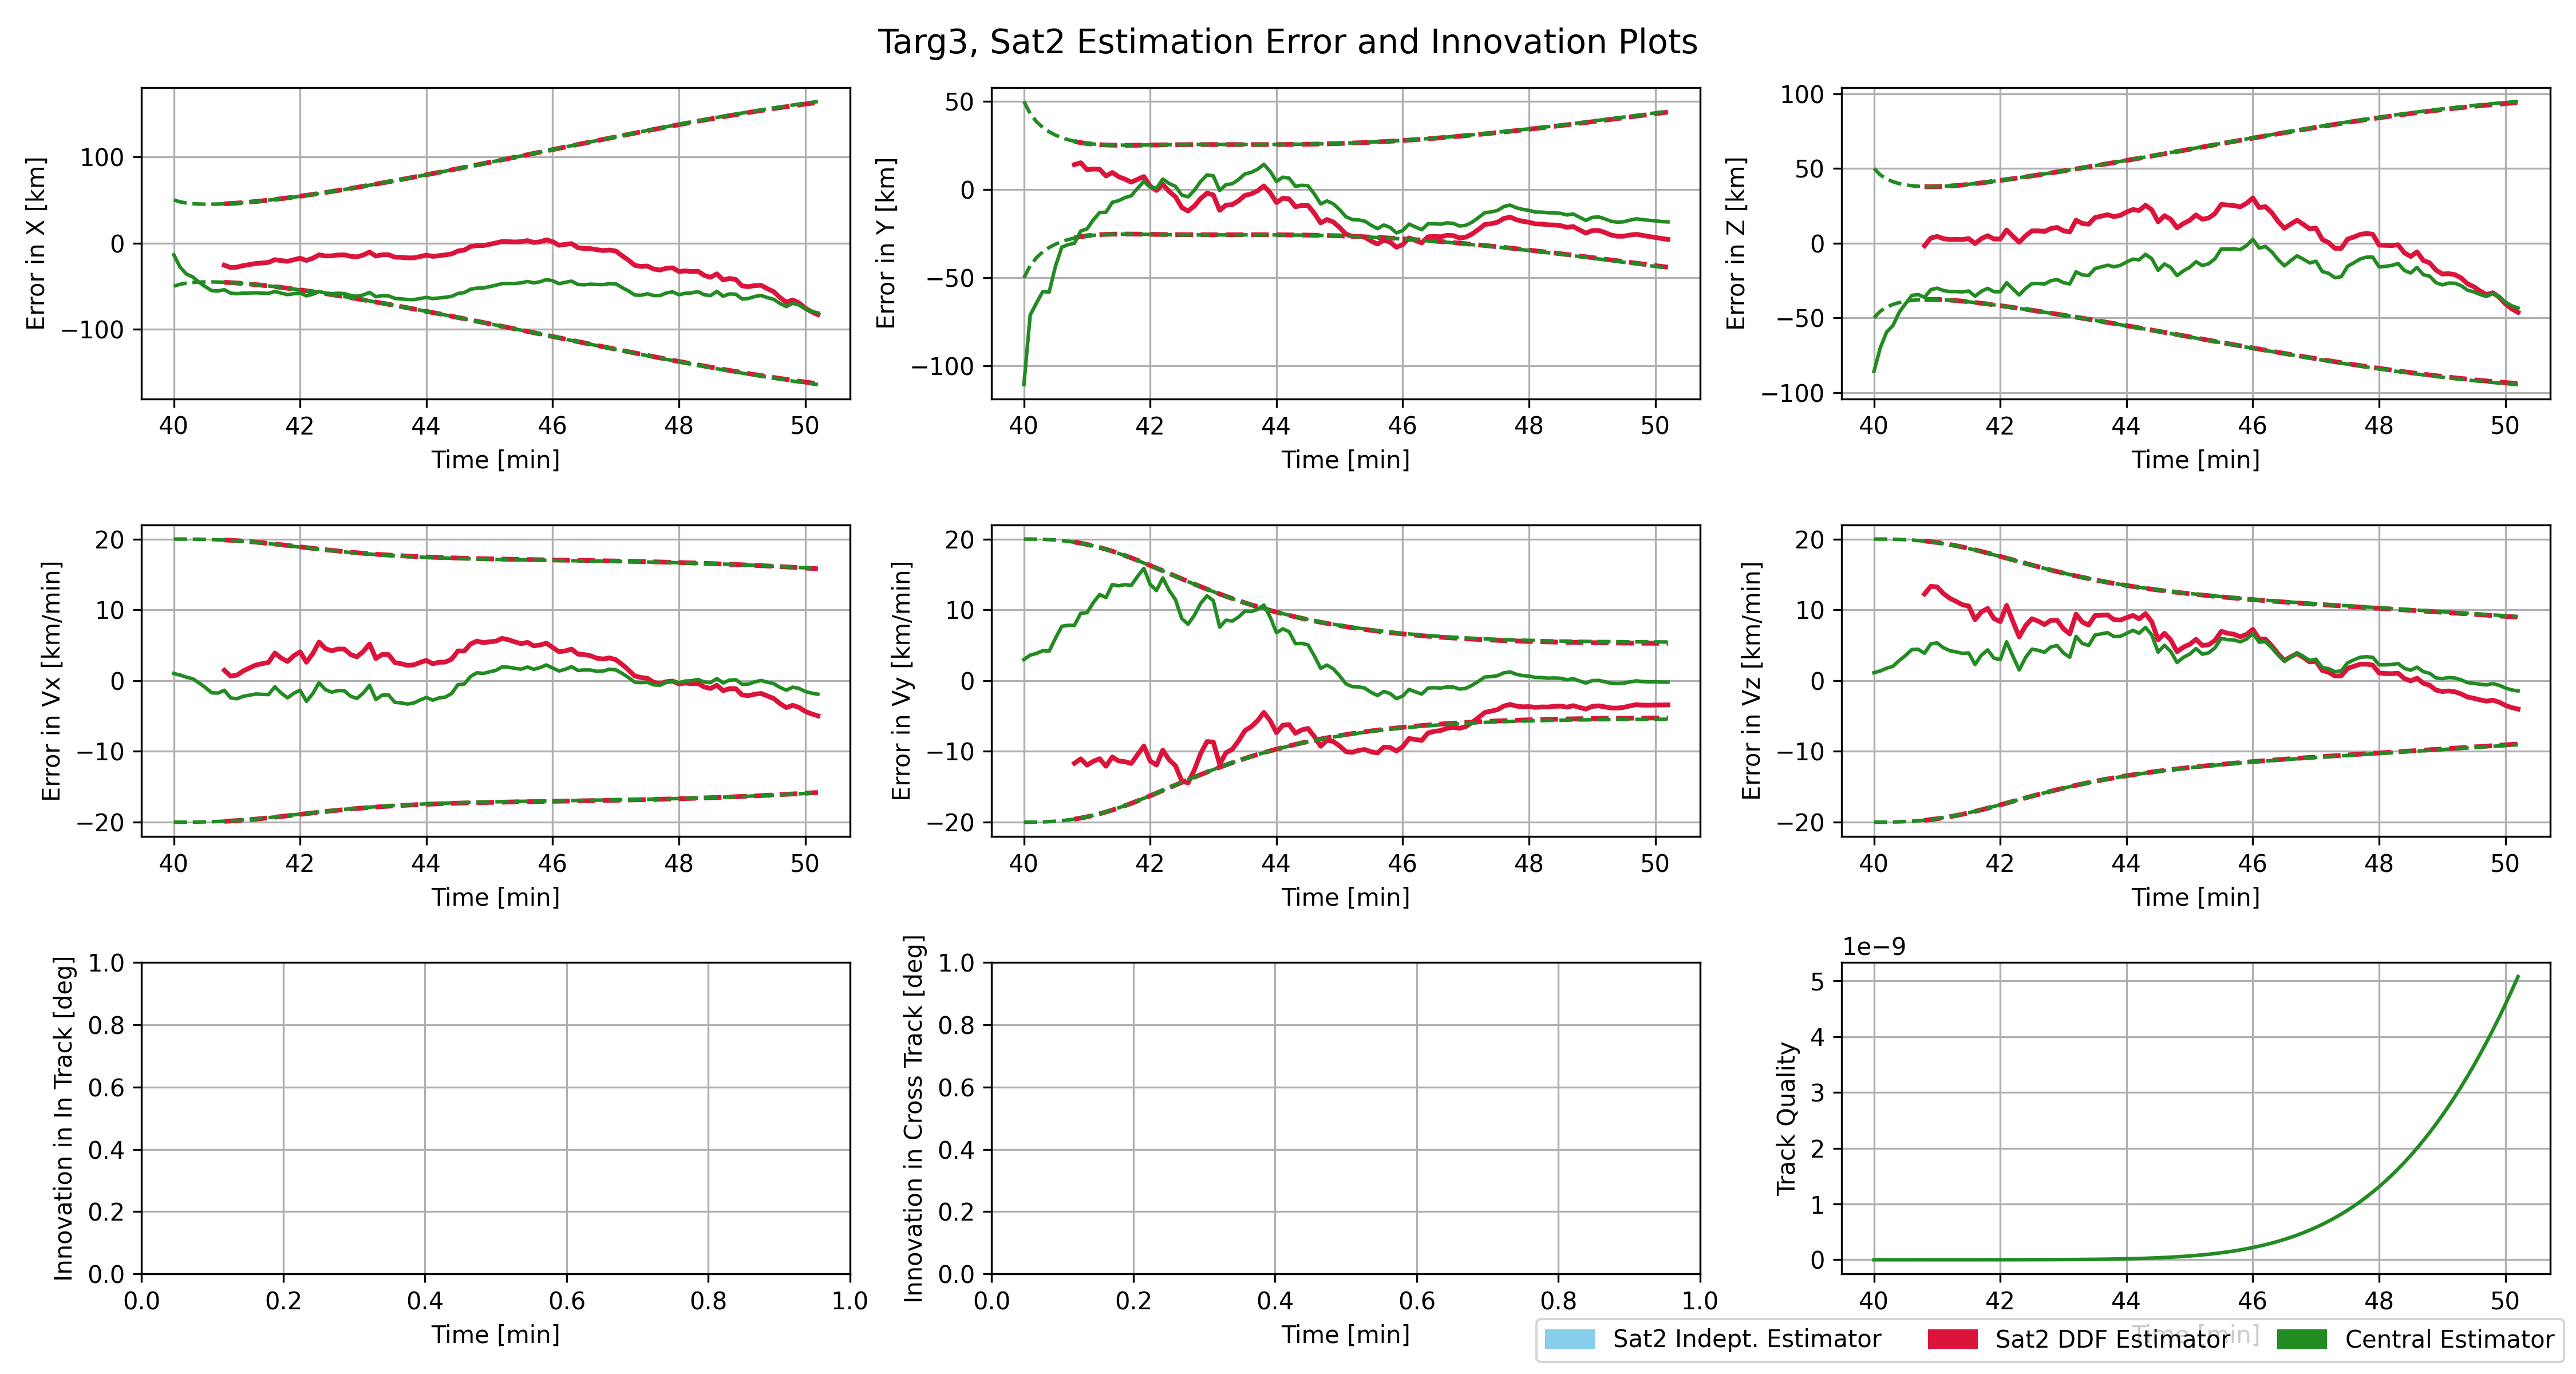 Targ3, Sat2 Estimation Error and Innovation Plots
Error in X [km]
100
0
−100
40 42 44 46 48 50
Time [min]
Error in Y [km]
50
0
−50
−100
40 42 44 46 48 50
Time [min]
Error in Z [km]
100
50
0
−50
−100
40 42 44 46 48 50
Time [min]
Error in Vx [km/min]
20
10
0
−10
−20
40 42 44 46 48 50
Time [min]
Error in Vy [km/min]
20
10
0
−10
−20
40 42 44 46 48 50
Time [min]
Error in Vz [km/min]
20
10
0
−10
−20
40 42 44 46 48 50
Time [min]
Innovation in In Track [deg]
1.0
0.8
0.6
0.4
0.2
0.0
0.0 0.2 0.4 0.6 0.8 1.0
Time [min]
Innovation in Cross Track [deg]
1.0
0.8
0.6
0.4
0.2
0.0
0.0 0.2 0.4 0.6 0.8 1.0
Time [min]
1e−9
Track Quality
5
4
3
2
1
0
40 42 44 46 48 50
Time [min]
Sat2 Indept. Estimator Sat2 DDF Estimator Central Estimator